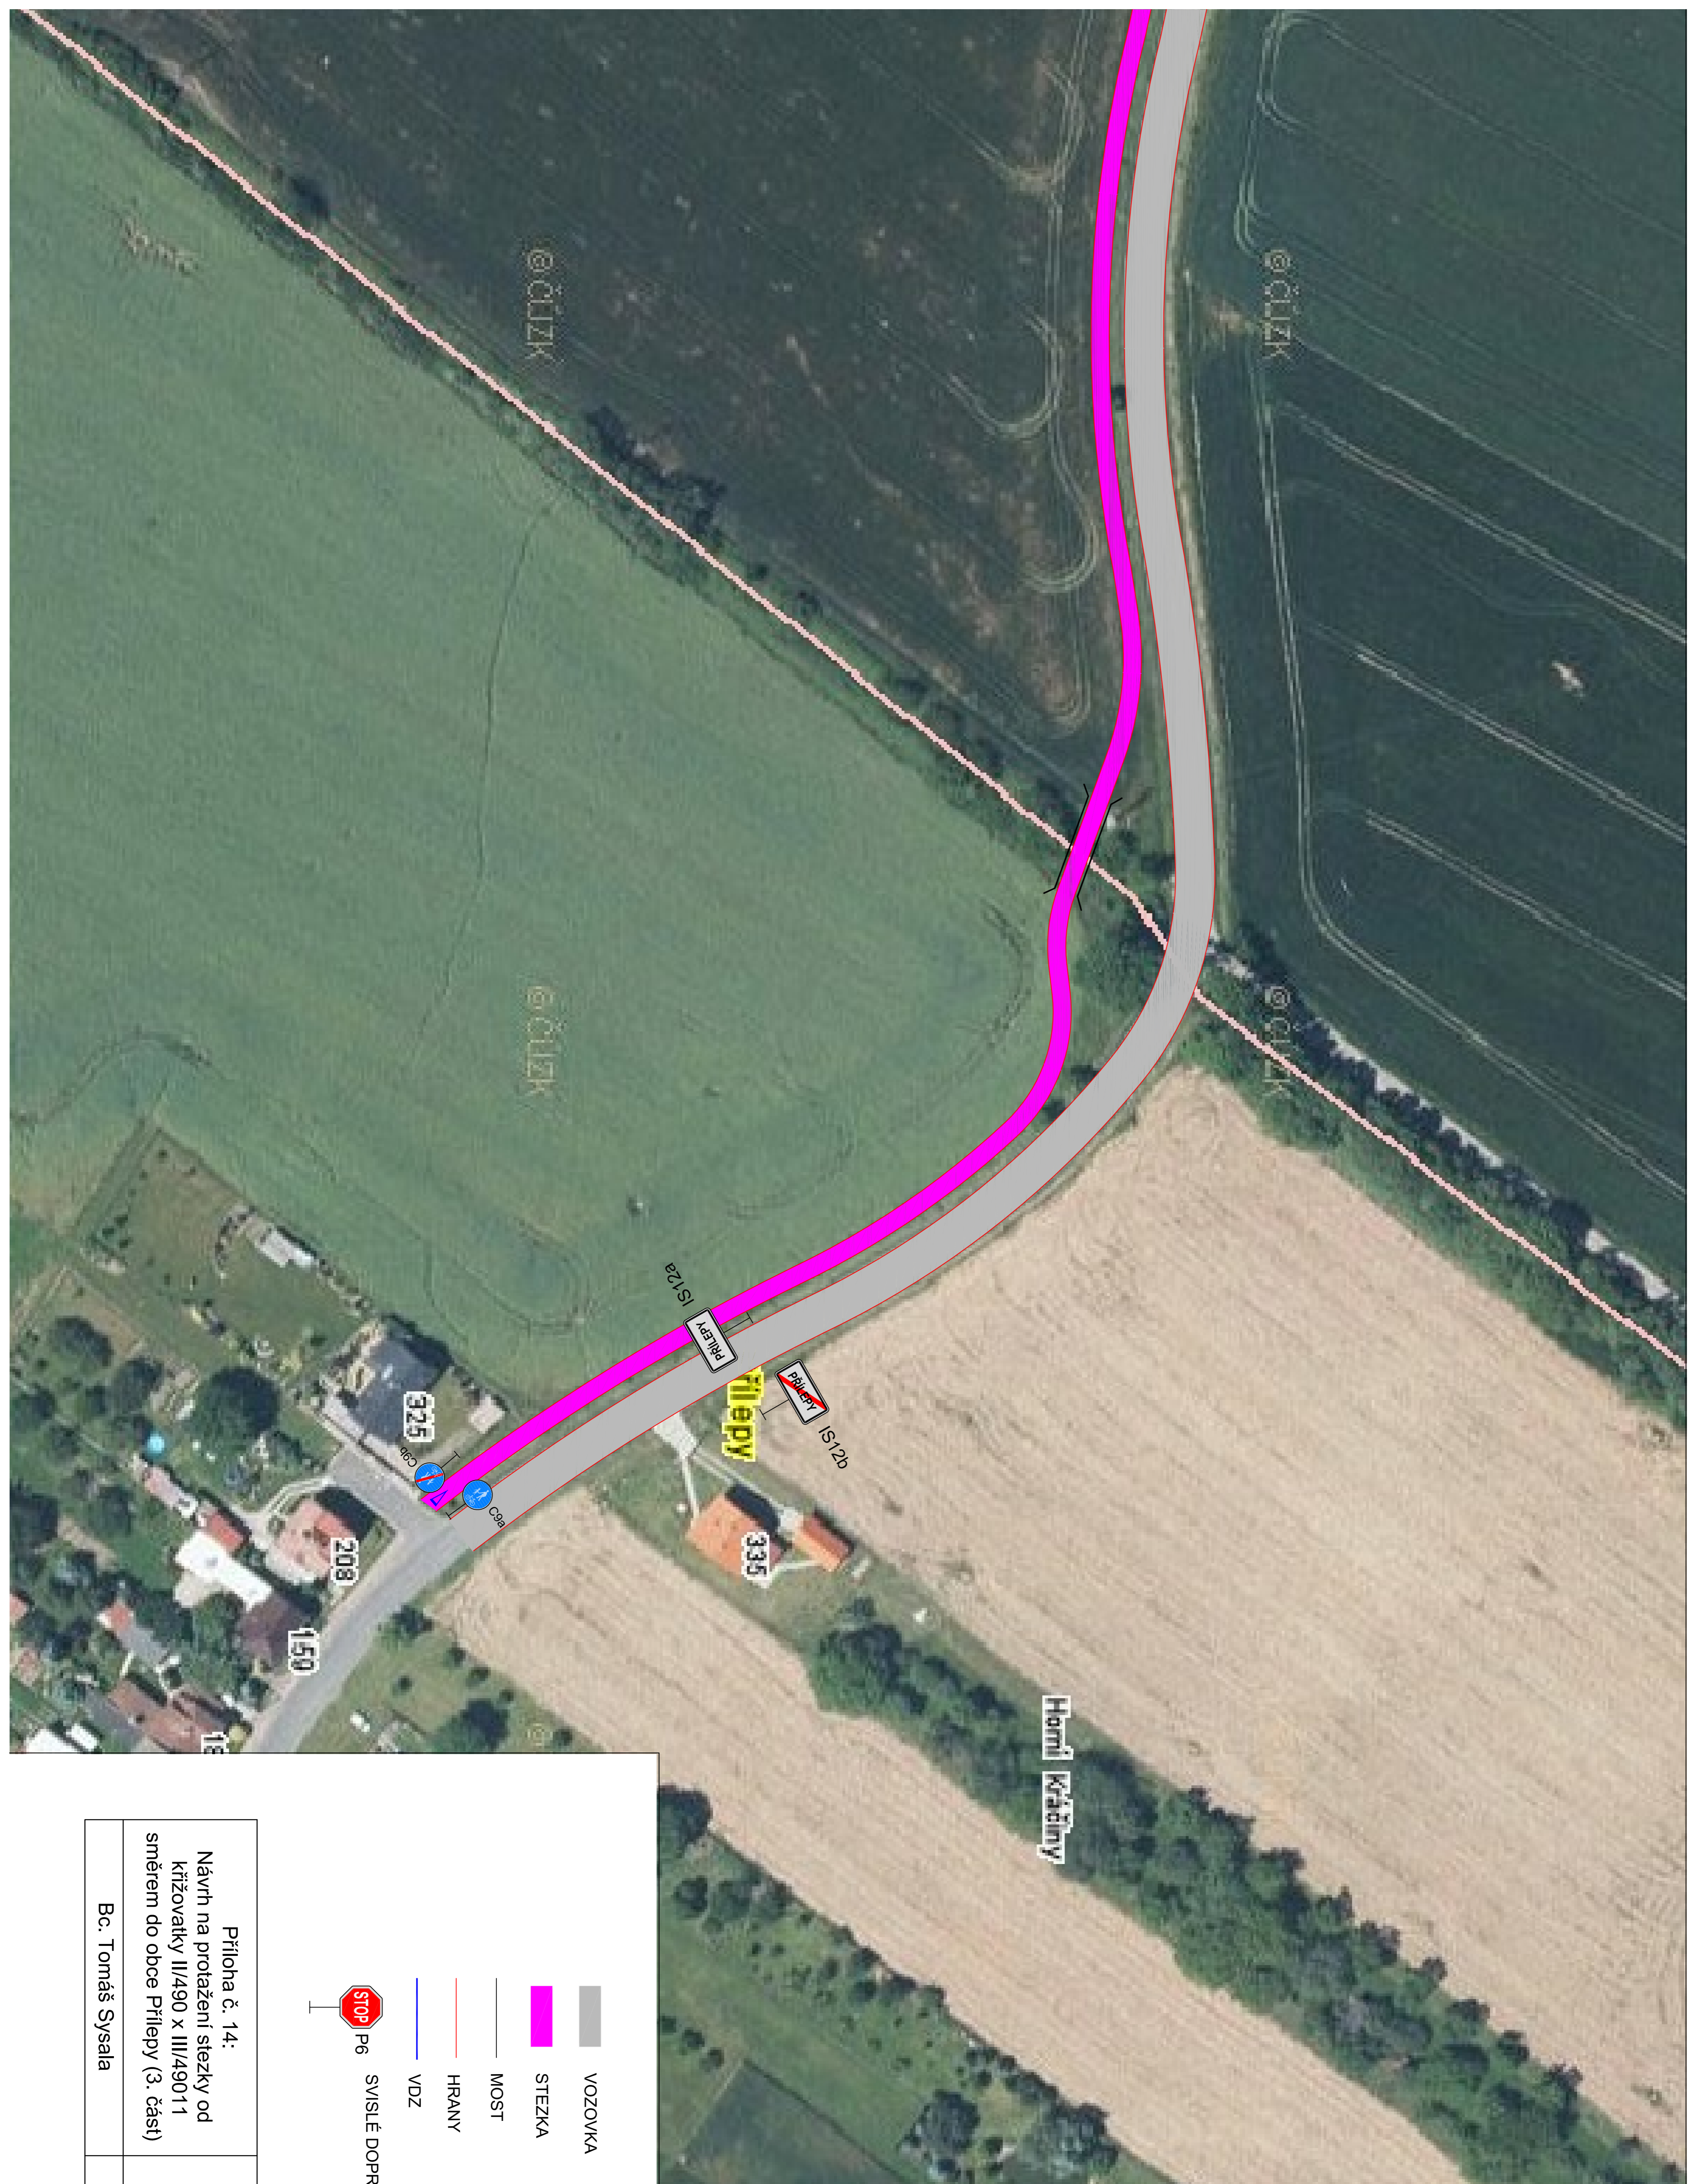 ©ČÚZK
©ČÚZK
©ČÚZK
©ČÚZK
©
IS12a
PŘÍLEPY
PŘÍLEPY
IS12b
řílepy
325
C9b
C9a
335
208
150
18
Horní Kráčiny
VOZOVKA
STEZKA
MOST
HRANY
VDZ
STOP
P6
SVISLÉ DOPR
Příloha č. 14:
Návrh na protažení stezky od
křižovatky II/490 x III/49011
směrem do obce Přílepy (3. část)
Bc. Tomáš Sysala